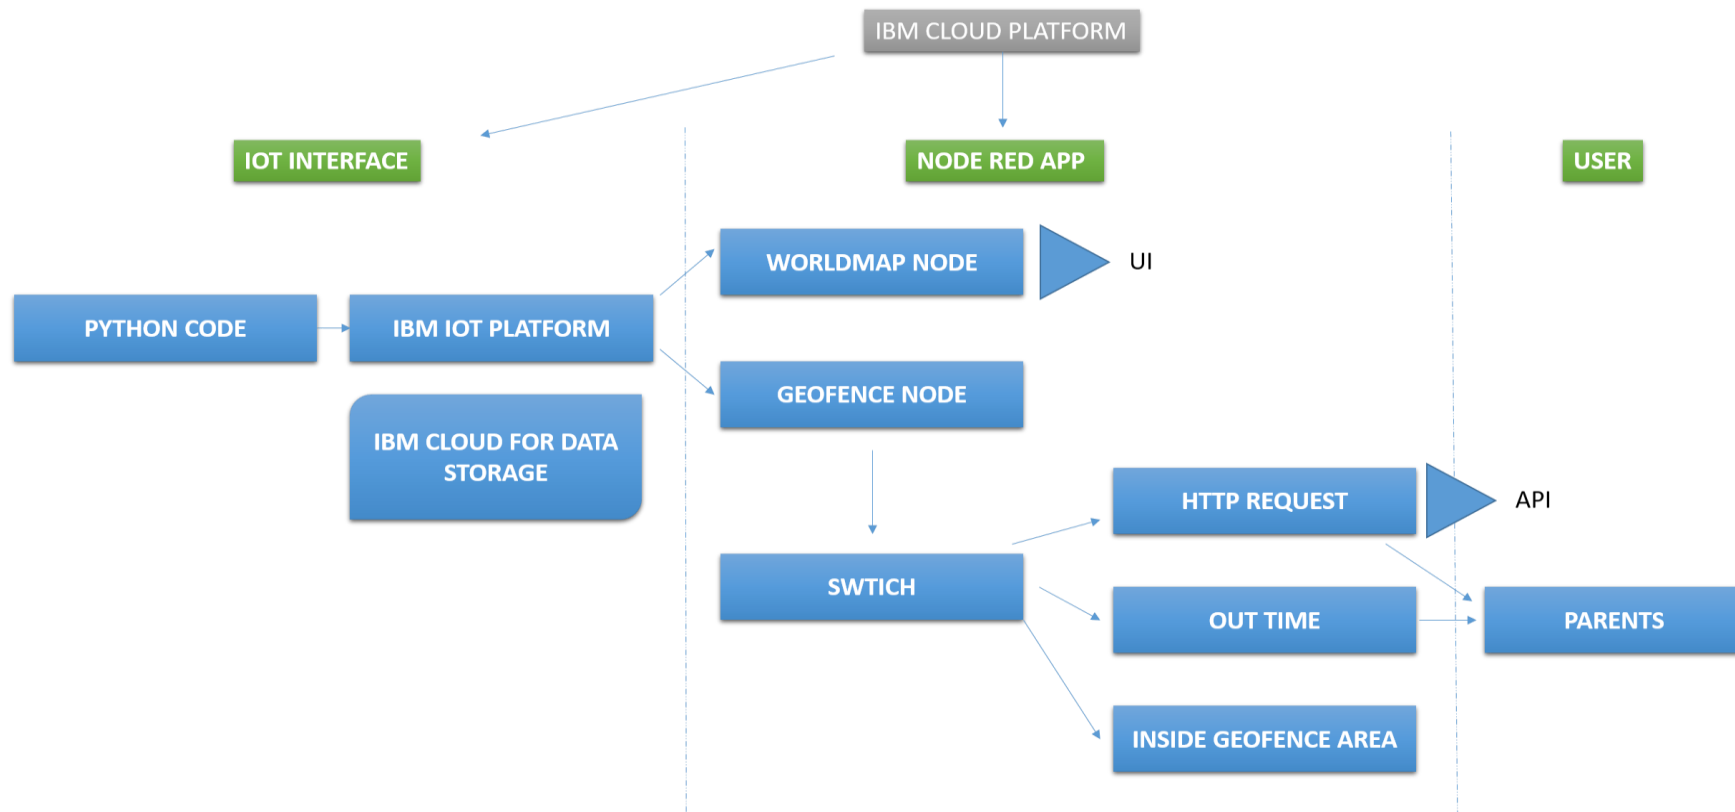 IBM CLOUD PLATFORM
IOT INTERFACE
NODE RED APP
USER
WORLDMAP NODE
UI
PYTHON CODE
IBM IOT PLATFORM
GEOFENCE NODE
IBM CLOUD FOR DATA
STORAGE
HTTP REQUEST
API
SWTICH
OUT TIME
PARENTS
INSIDE GEOFENCE AREA